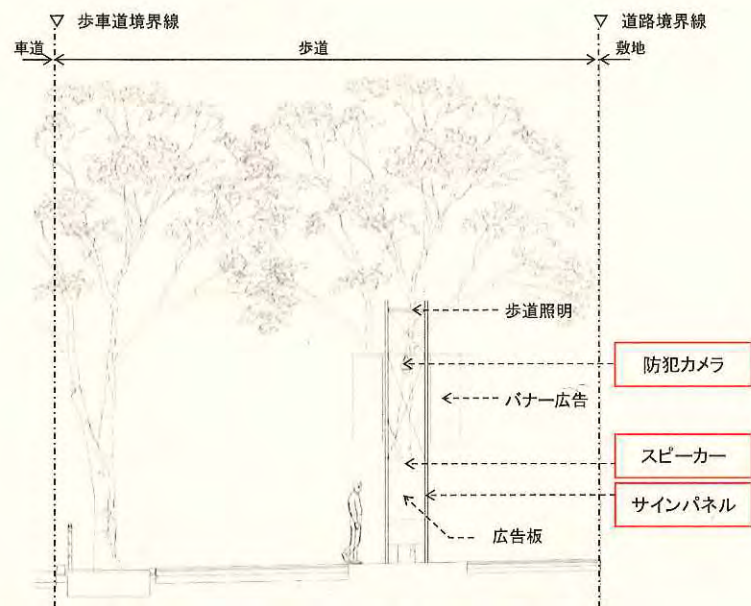 ▽ 歩車道境界線
▽ 道路境界線
車道
歩道
敷地
歩道照明
防犯カメラ
バナー広告
スピーカー
サインパネル
広告板